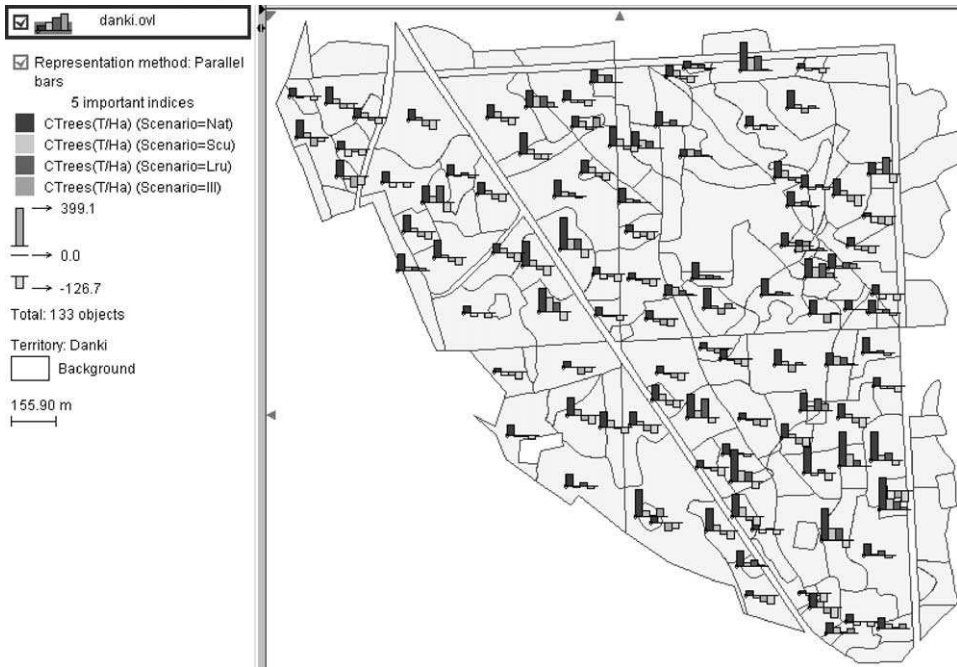 danki.ovl
Representation method: Parallel
bars
5 important indices
CTrees(T/Ha) (Scenario=Nat)
CTrees(T/Ha) (Scenario=Scu)
CTrees(T/Ha) (Scenario=Lru)
CTrees(T/Ha) (Scenario=Ill)
399.1
0.0
-126.7
Total: 133 objects
Territory: Danki
Background
155.90 m